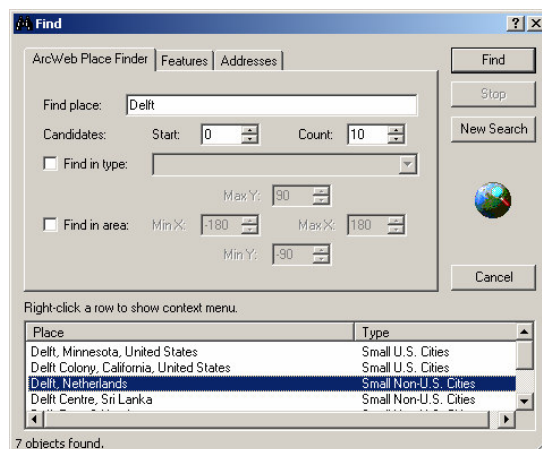 Find
ArcWeb Place Finder Features Addresses
Find
Stop
New Search
Find place: Delft
Candidates: Start: 0 Count: 10
Find in type:
Max Y: 90
Find in area: Min X: -180 Max X: 180
Min Y: -90
Cancel
Right-click a row to show context menu.
Place Type
Delft, Minnesota, United States Small U.S. Cities
Delft Colony, California, United States Small U.S. Cities
Delft, Netherlands Small Non-U.S. Cities
Delft Centre, Sri Lanka Small Non-U.S. Cities
7 objects found.